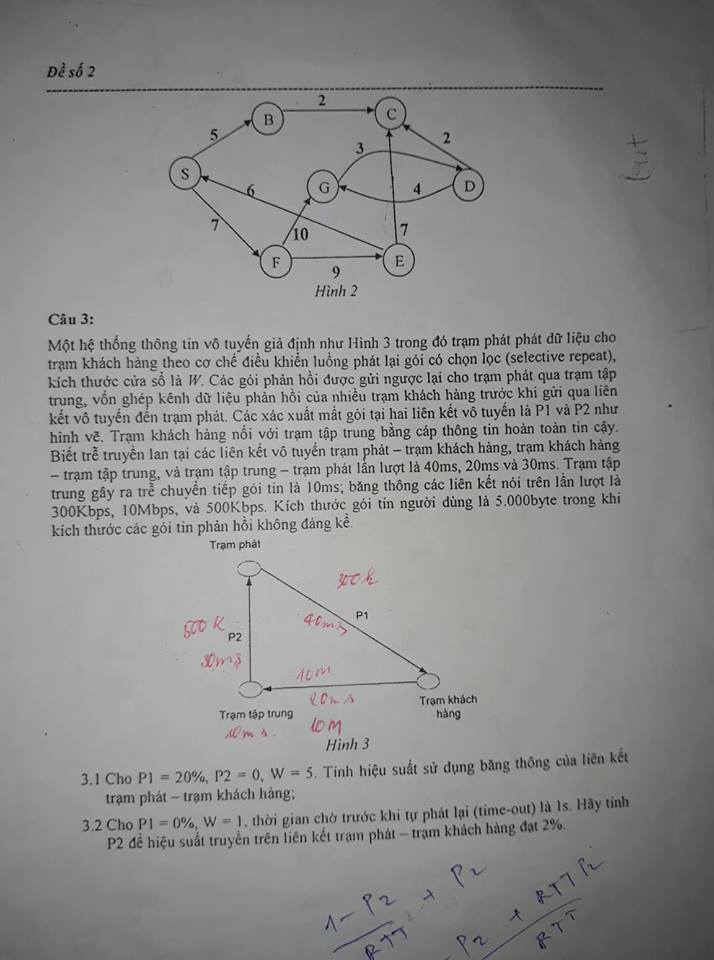 Đề số 2
2
B
C
5
3
2
S
G
D
6
4
7
10
7
F
E
9
Hình 2
Câu 3:
Một hệ thống thông tin vô tuyến giả định như Hình 3 trong đó trạm phát phát dữ liệu cho
trạm khách hàng theo cơ chế điều khiển luồng phát lại gói có chọn lọc (selective repeat),
kích thước cửa sổ là W. Các gói phản hồi được gửi ngược lại cho trạm phát qua trạm tập
trung, vốn ghép kênh dữ liệu phản hồi của nhiều trạm khách hàng trước khi gửi qua liên
kết vô tuyến đến trạm phát. Các xác xuất mất gói tại hai liên kết vô tuyến là P1 và P2 như
hình vẽ. Trạm khách hàng nối với trạm tập trung bằng cáp thông tin hoàn toàn tin cậy.
Biết trễ truyền lan tại các liên kết vô tuyến trạm phát – trạm khách hàng, trạm khách hàng
– trạm tập trung, và trạm tập trung – trạm phát lần lượt là 40ms, 20ms và 30ms. Trạm tập
trung gây ra trễ chuyển tiếp gói tin là 10ms; băng thông các liên kết nói trên lần lượt là
300Kbps, 10Mbps, và 500Kbps. Kích thước gói tin người dùng là 5.000byte trong khi
kích thước các gói tin phản hồi không đáng kể.
Trạm phát
300k
500K
40ms
P1
P2
30ms
10M
20ms
Trạm tập trung
Trạm khách
hàng
10ms
10M
Hình 3
3.1 Cho P1 = 20%, P2 = 0, W = 5. Tính hiệu suất sử dụng băng thông của liên kết
trạm phát – trạm khách hàng;
3.2 Cho P1 = 0%, W = 1, thời gian chờ trước khi tự phát lại (time-out) là 1s. Hãy tính
P2 để hiệu suất truyền trên liên kết trạm phát – trạm khách hàng đạt 2%.
1 - P2 + P2
RTT
P2 + RTT P2
RTT